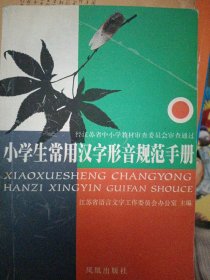 经江苏省中小学教材审查委员会审查通过
小学生常用汉字形音规范手册
XIAOXUESHENG CHANGYONG
HANZI XINGYIN GUIFAN SHOUCE
江苏省语言文字工作委员会办公室 主编
凤凰出版社